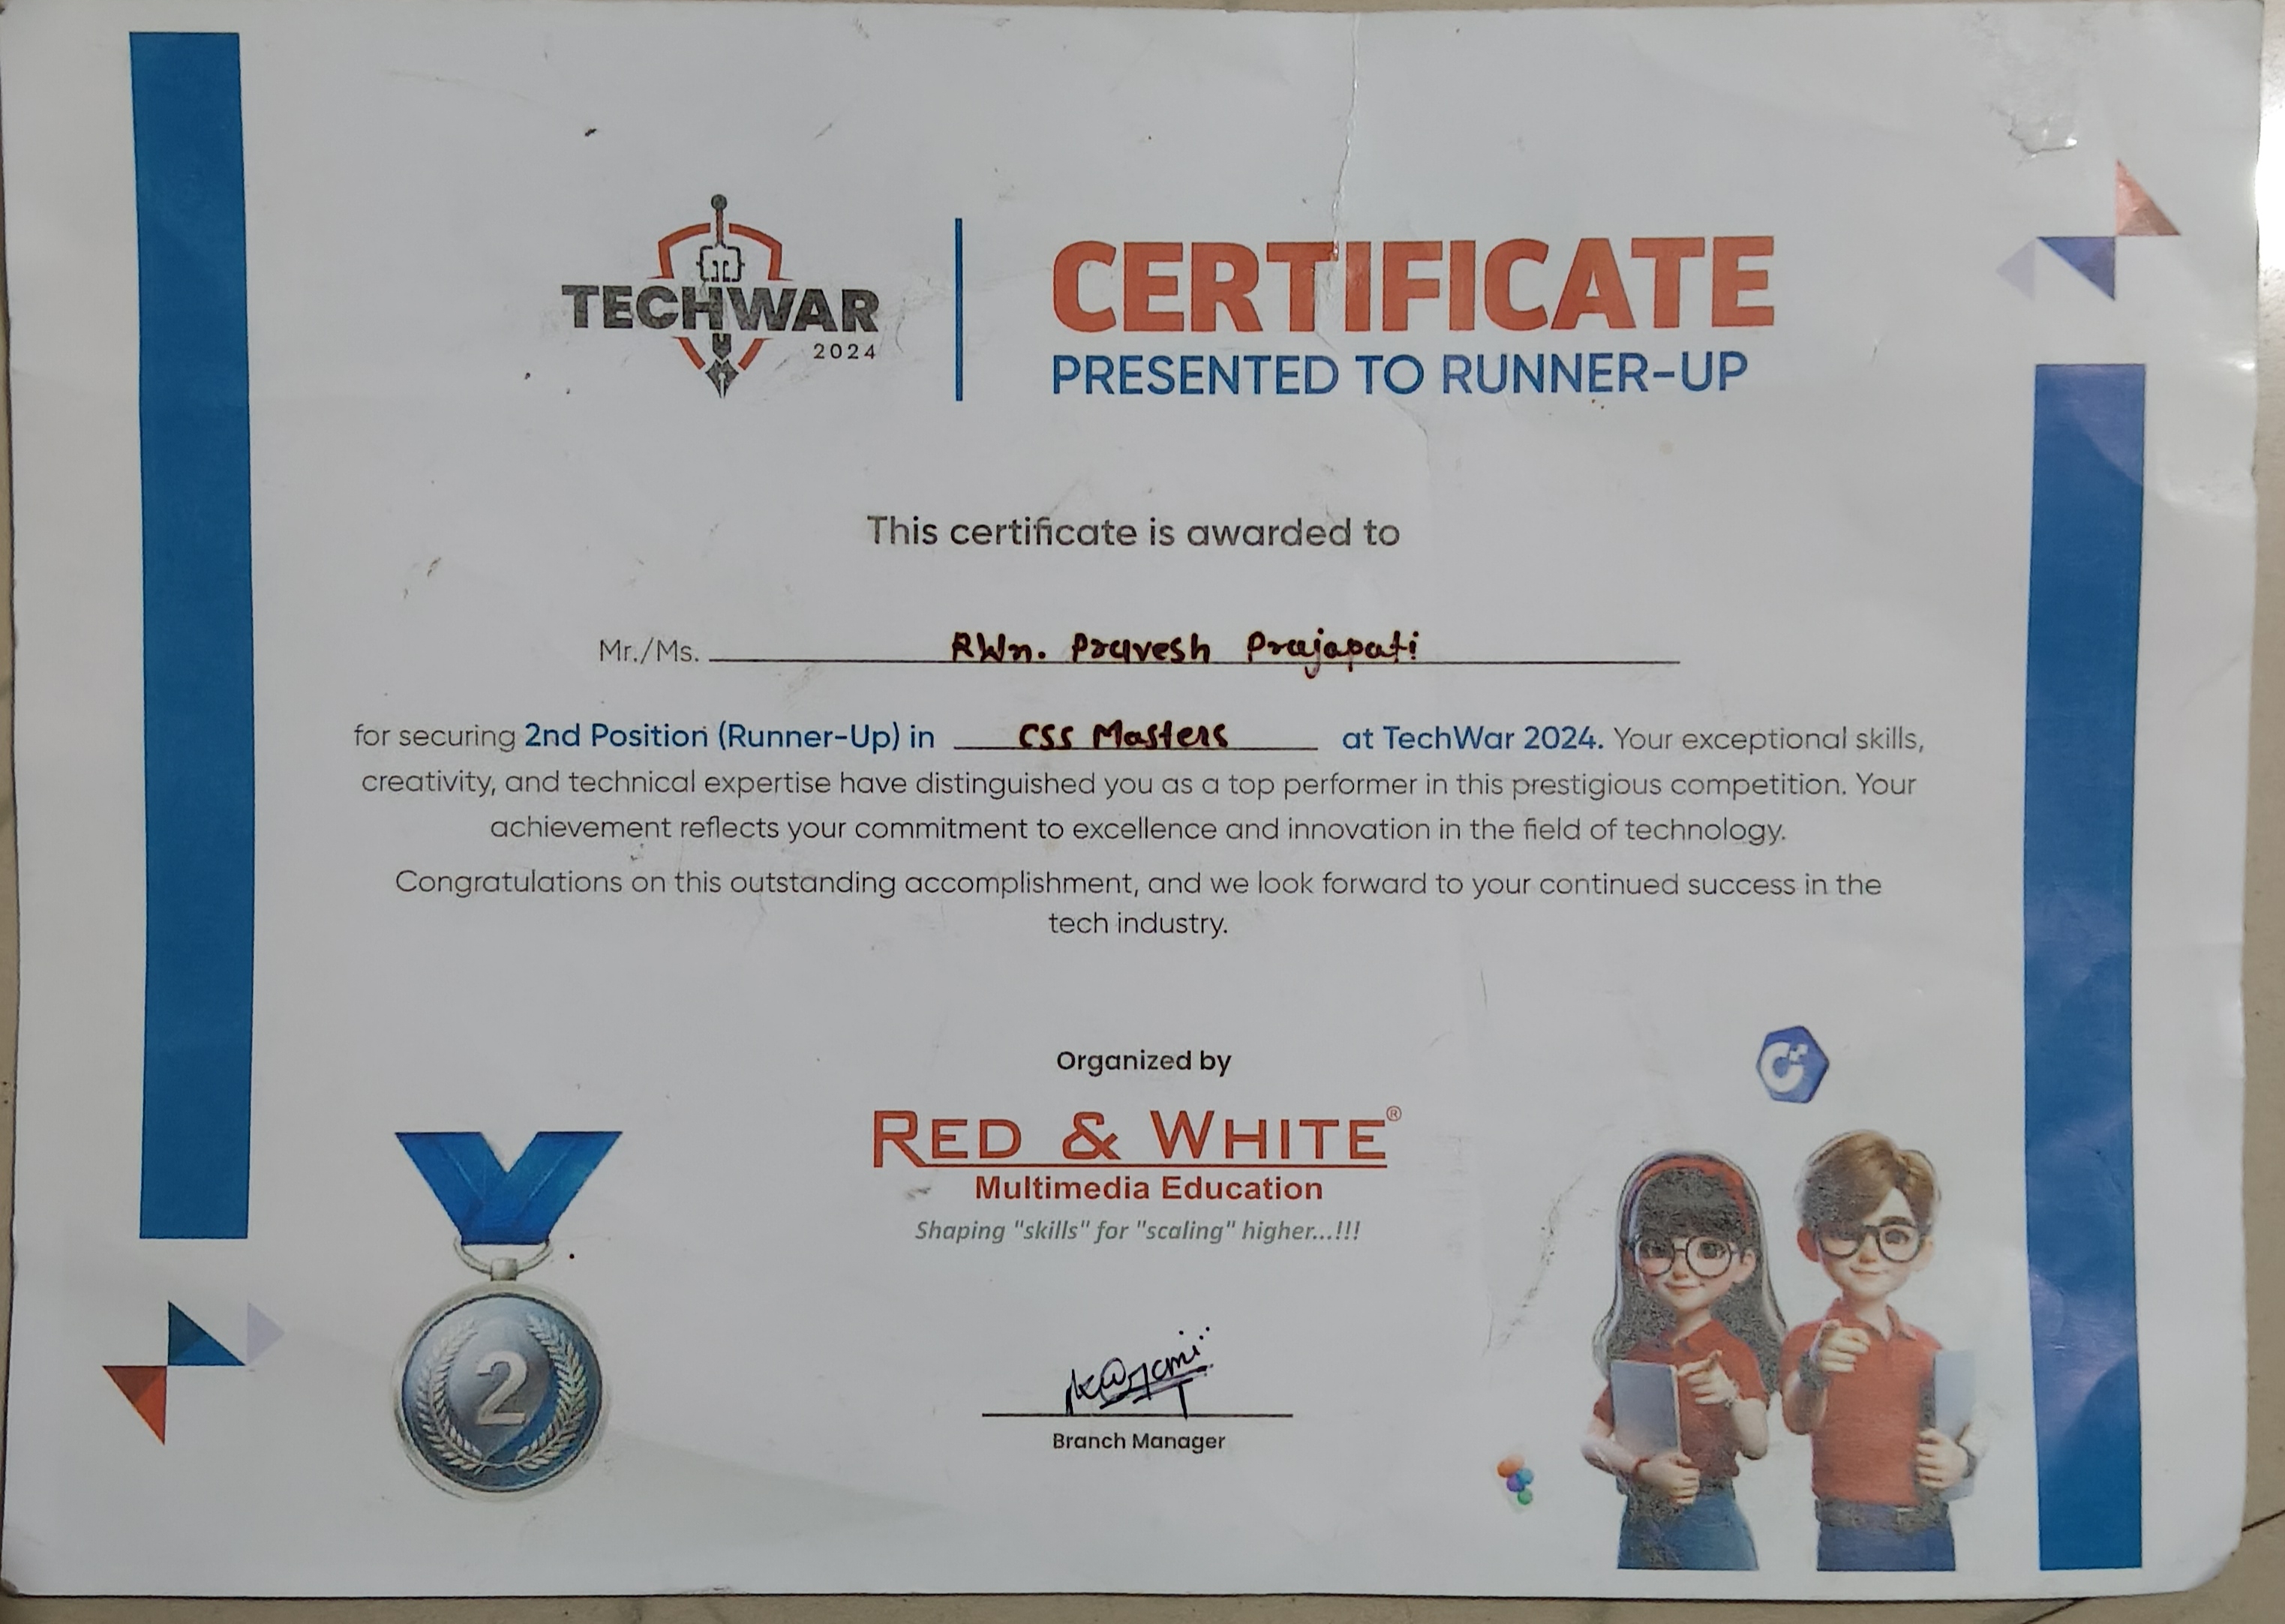 TECHWAR
2024
CERTIFICATE
PRESENTED TO RUNNER-UP
This certificate is awarded to
Mr./Ms. RWn. Pravesh Prajapati
for securing 2nd Position (Runner-Up) in CSS Masters at TechWar 2024. Your exceptional skills,
creativity, and technical expertise have distinguished you as a top performer in this prestigious competition. Your
achievement reflects your commitment to excellence and innovation in the field of technology.
Congratulations on this outstanding accomplishment, and we look forward to your continued success in the
tech industry.
Organized by
RED & WHITE®
Multimedia Education
Shaping "skills" for "scaling" higher...!!!
2
Branch Manager